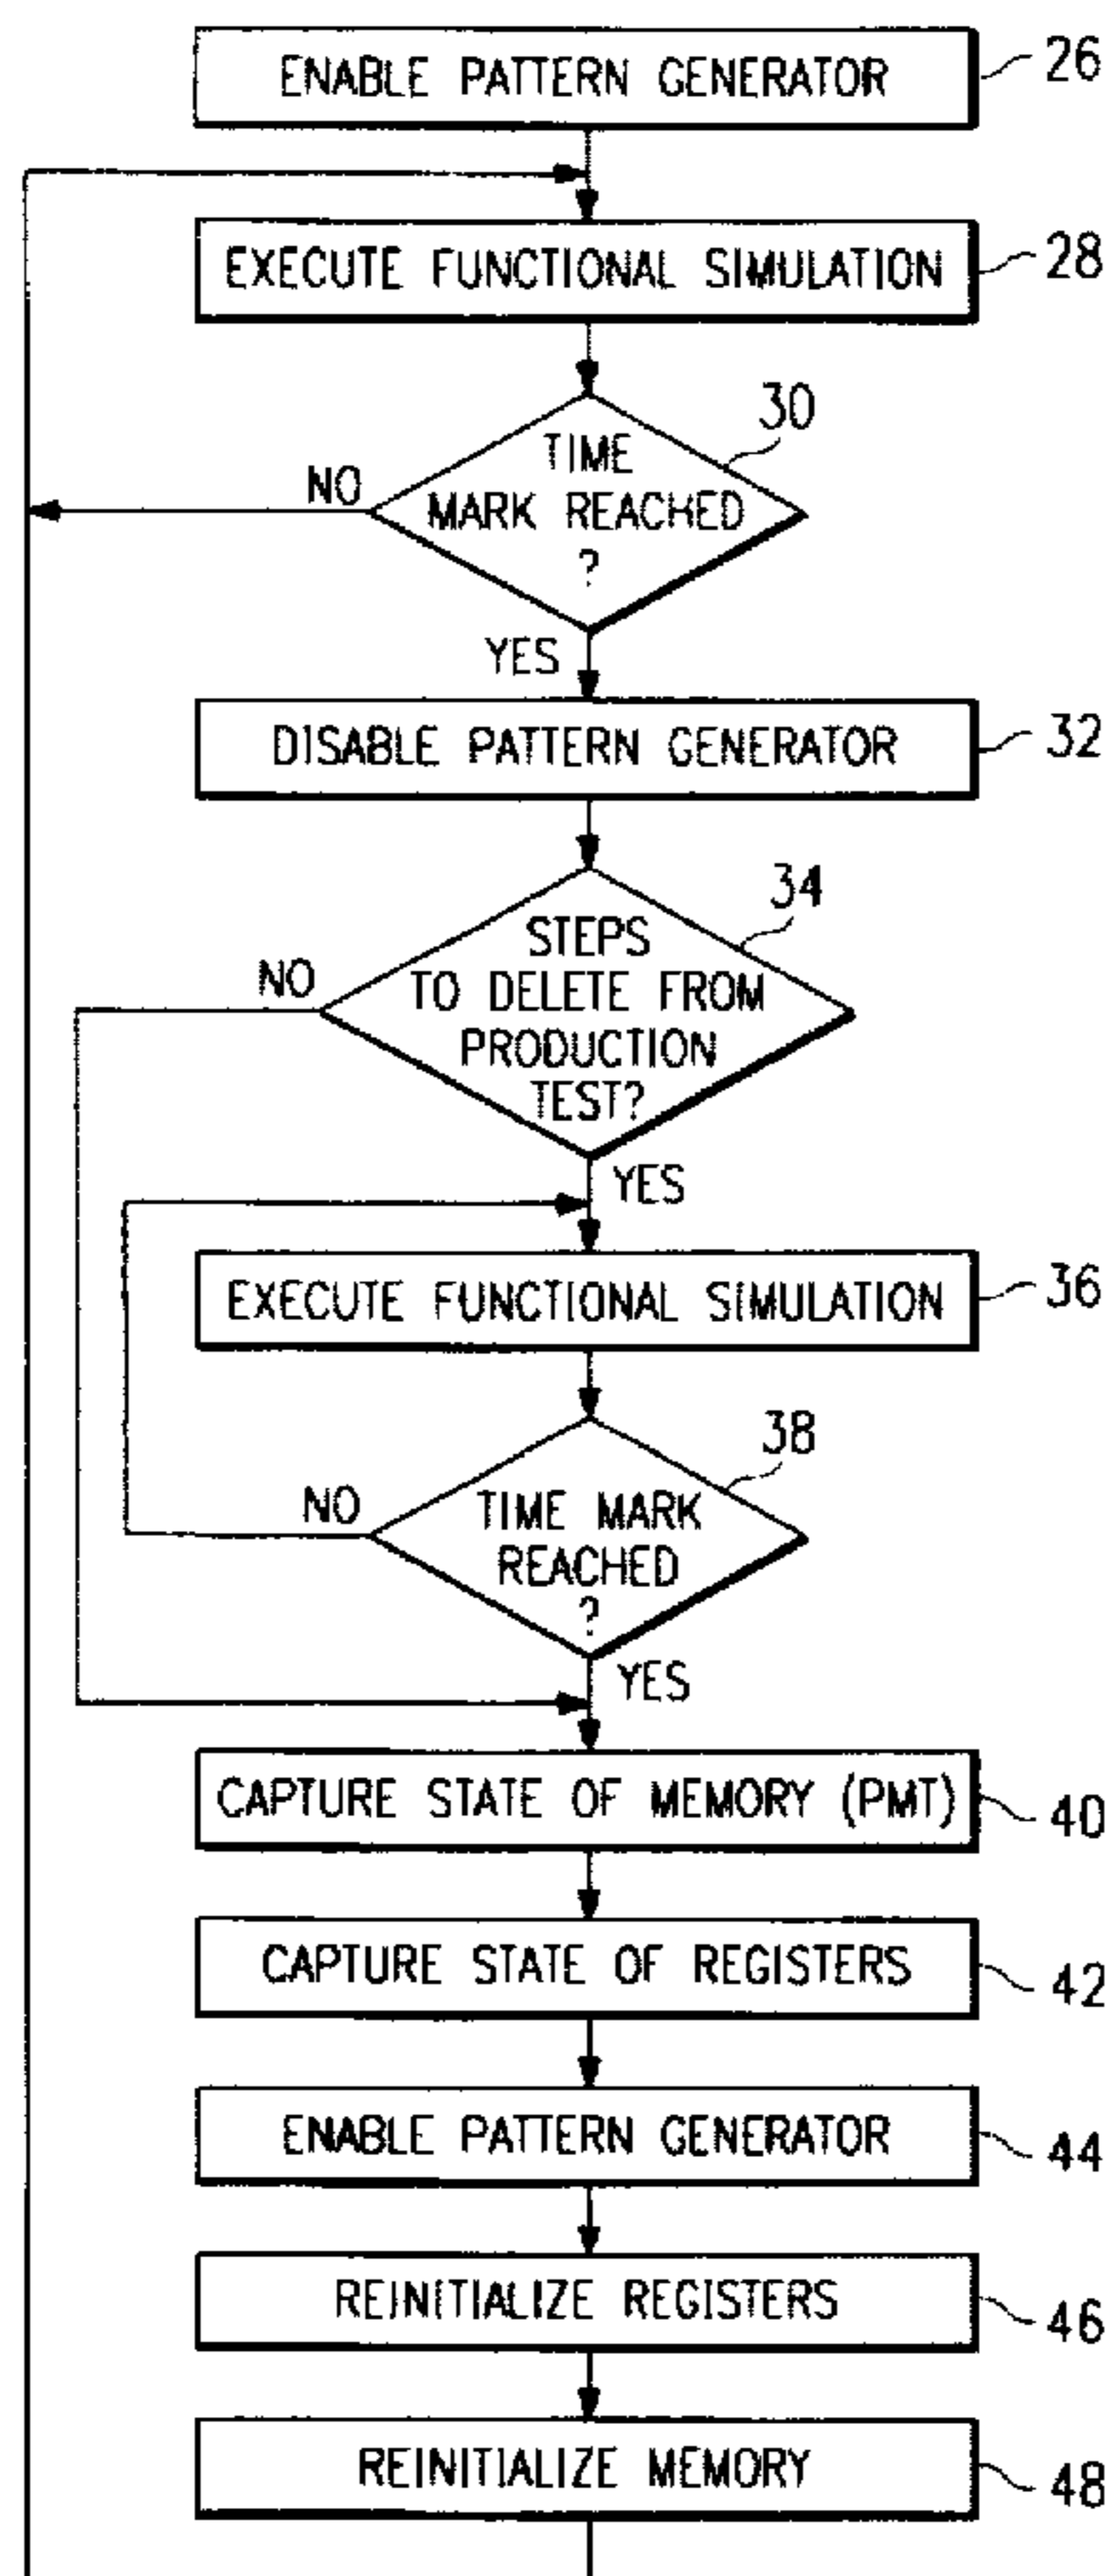 ENABLE PATTERN GENERATOR
26
EXECUTE FUNCTIONAL SIMULATION
28
30
TIME
MARK REACHED
?
NO
YES
DISABLE PATTERN GENERATOR
32
34
STEPS
TO DELETE FROM
PRODUCTION
TEST?
NO
YES
EXECUTE FUNCTIONAL SIMULATION
36
38
TIME MARK
REACHED
?
NO
YES
CAPTURE STATE OF MEMORY (PMT)
40
CAPTURE STATE OF REGISTERS
42
ENABLE PATTERN GENERATOR
44
REINITIALIZE REGISTERS
46
REINITIALIZE MEMORY
48